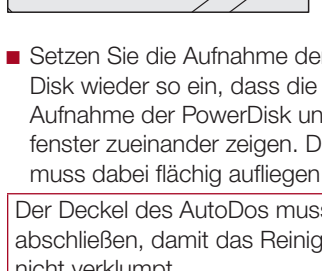 Setzen Sie die Aufnahme de
Disk wieder so ein, dass die
Aufnahme der PowerDisk un
fenster zueinander zeigen. D
muss dabei flächig aufliegen
Der Deckel des AutoDos mus
abschließen, damit das Reinig
nicht verklumpt